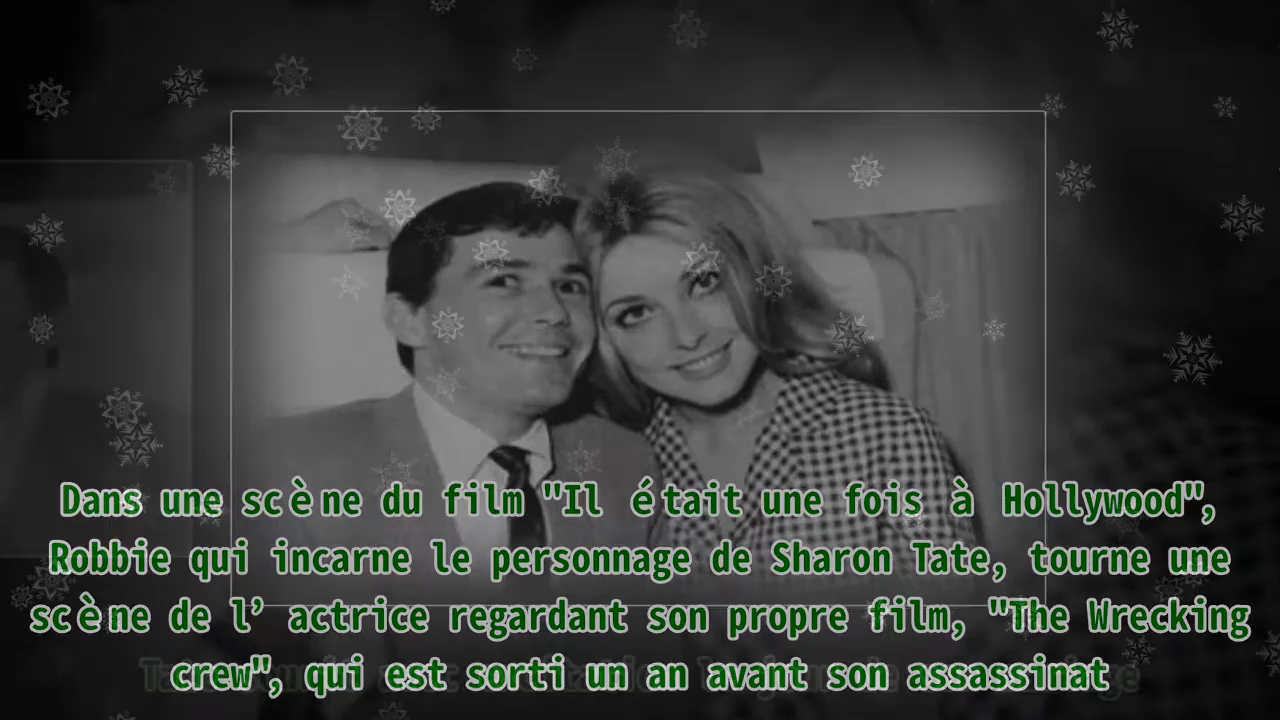 Dans une scène du film "Il était une fois à Hollywood",
Robbie qui incarne le personnage de Sharon Tate, tourne une
scène de l’ actrice regardant son propre film, "The Wrecking
crew", qui est sorti un an avant son assassinat